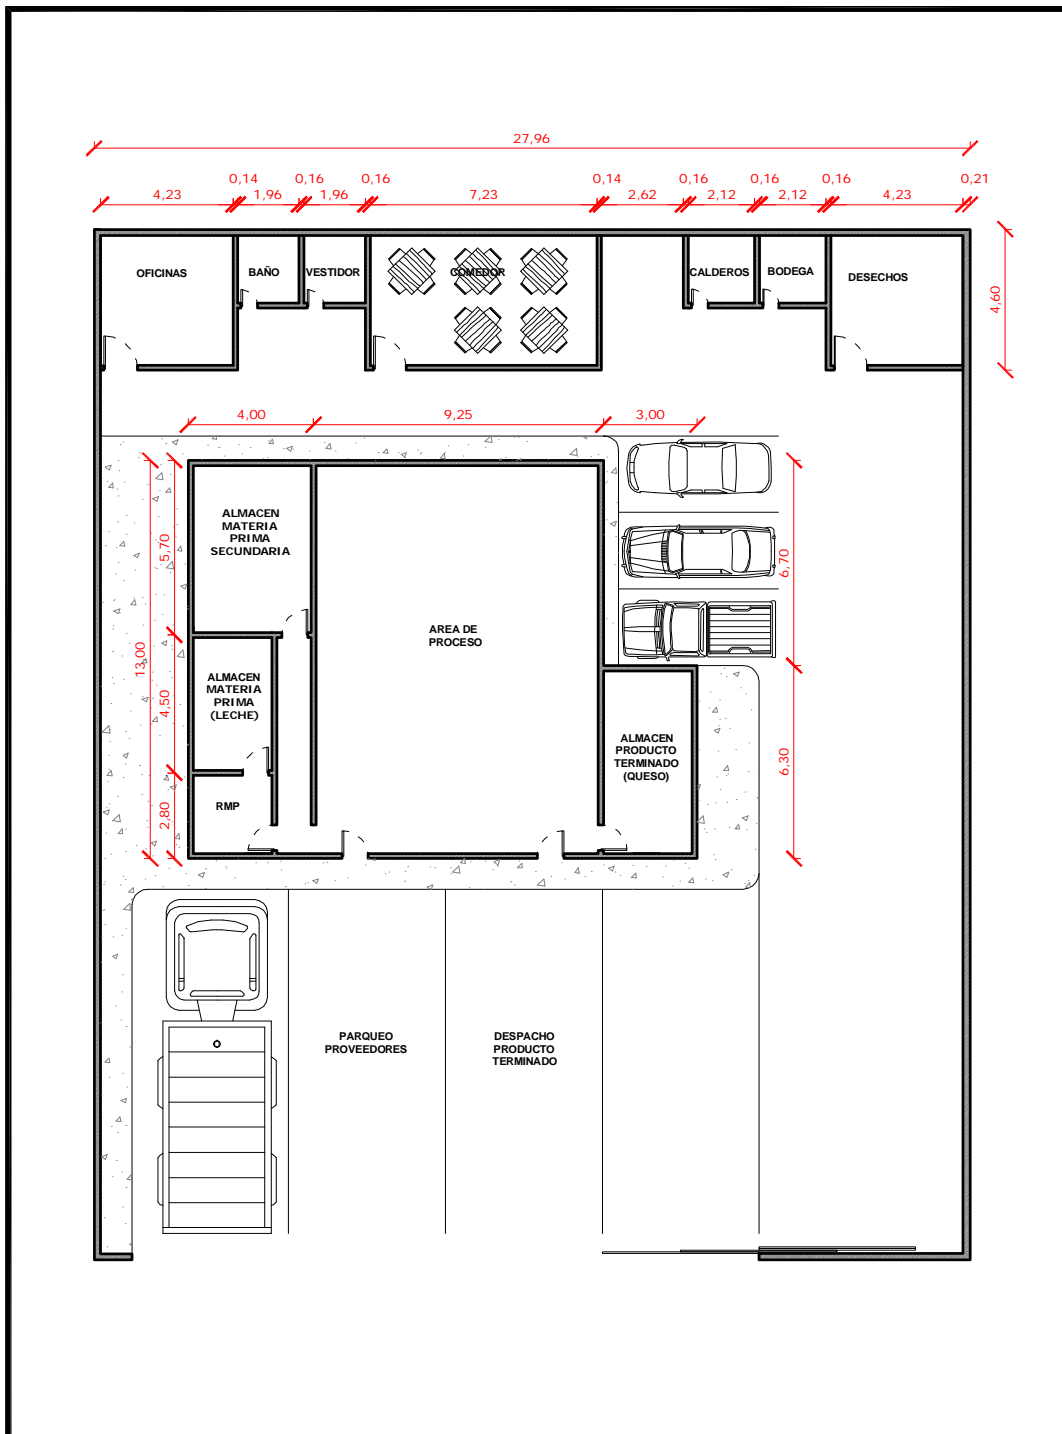 27,96
0,14 0,16 0,16 0,14 0,16 0,16 0,16 0,21
4,23 1,96 1,96 7,23 2,62 2,12 2,12 4,23
OFICINAS
BAÑO
VESTIDOR
COMEDOR
CALDEROS
BODEGA
DESECHOS
4,60
4,00 9,25 3,00
ALMACEN
MATERIA
PRIMA
SECUNDARIA
5,70
6,70
AREA DE
PROCESO
13,00
ALMACEN
MATERIA
PRIMA
(LECHE)
4,50
ALMACEN
PRODUCTO
TERMINADO
(QUESO)
6,30
RMP
2,80
PARQUEO
PROVEEDORES
DESPACHO
PRODUCTO
TERMINADO